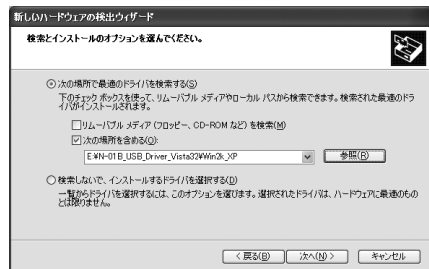 新しいハードウェアの検出ウィザード
検索とインストールのオプションを選んでください。
次の場所で最適のドライバを検索する(S)
下のチェック ボックスを使って、リムーバブル メディアやローカル パスから検索できます。検索された最適のドラ
イバがインストールされます。
リムーバブル メディア (フロッピー、CD-ROM など) を検索(M)
次の場所を含める(O):
E:¥N-01B_USB_Driver_Vista32¥Win2k_XP
参照(R)
検索しないで、インストールするドライバを選択する(D)
一覧からドライバを選択するには、このオプションを選びます。選択されたドライバは、ハードウェアに最適のもの
とは限りません。
< 戻る(B)
次へ(N) >
キャンセル